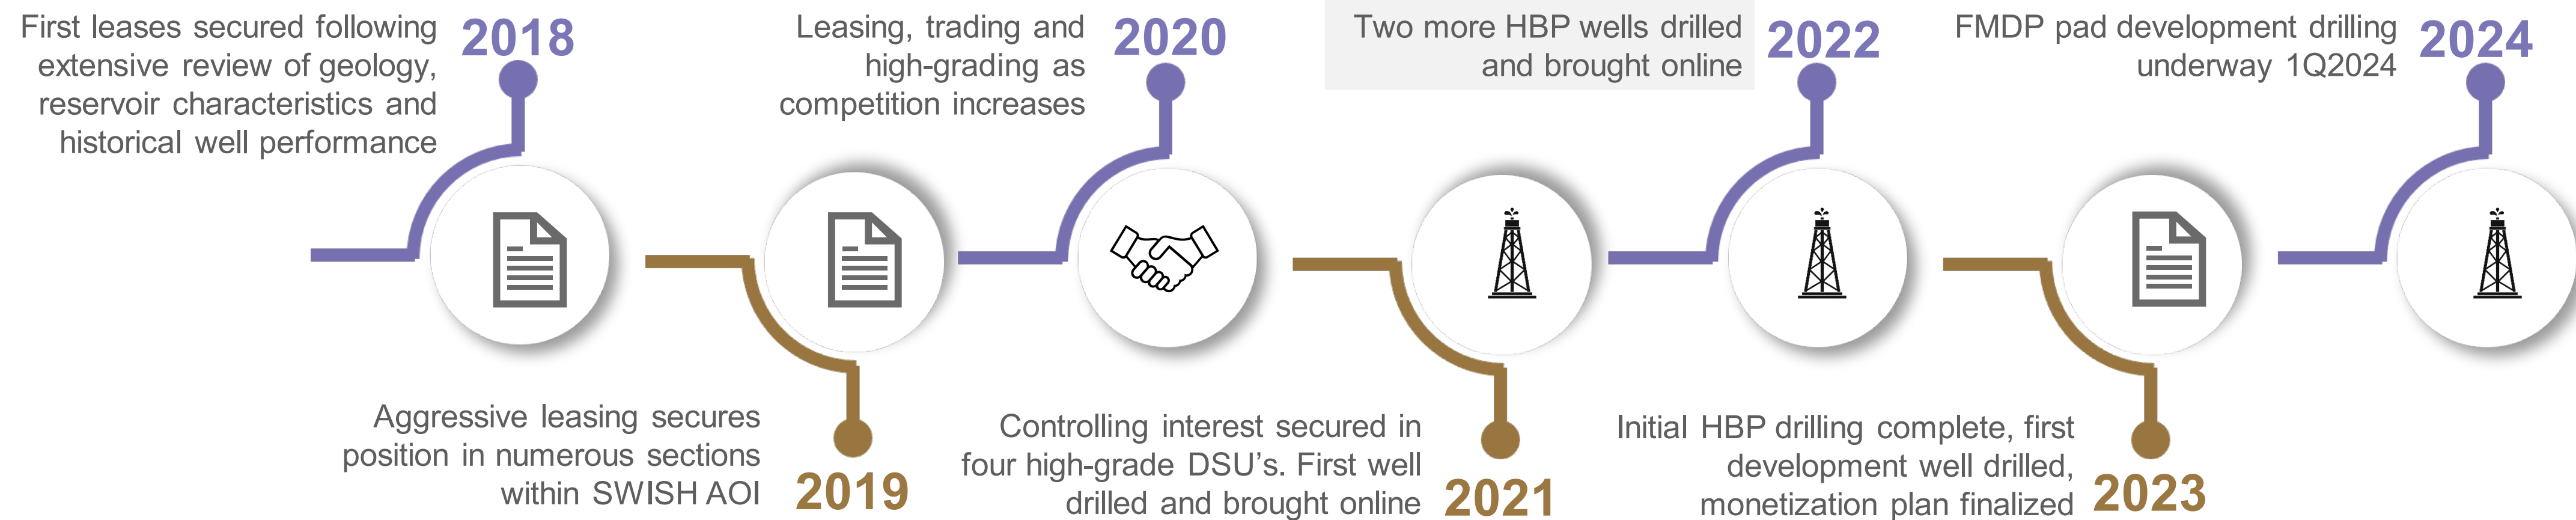 First leases secured following
extensive review of geology,
reservoir characteristics and
historical well performance
2018
Aggressive leasing secures
position in numerous sections
within SWISH AOI
2019
Leasing, trading and
high-grading as
competition increases
2020
Controlling interest secured in
four high-grade DSU's. First well
drilled and brought online
2021
Two more HBP wells drilled
and brought online
2022
Initial HBP drilling complete, first
development well drilled,
monetization plan finalized
2023
FMDP pad development drilling
underway 1Q2024
2024